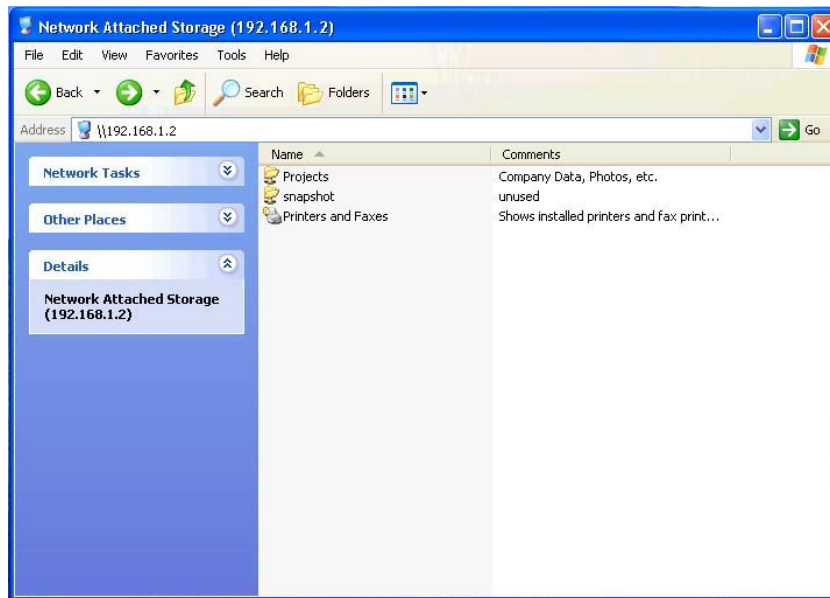 Network Attached Storage (192.168.1.2)
File Edit View Favorites Tools Help
Back Search Folders
Address \\192.168.1.2 Go
Name Comments
Network Tasks
Projects Company Data, Photos, etc.
snapshot unused
Other Places
Printers and Faxes Shows installed printers and fax print...
Details
Network Attached Storage
(192.168.1.2)